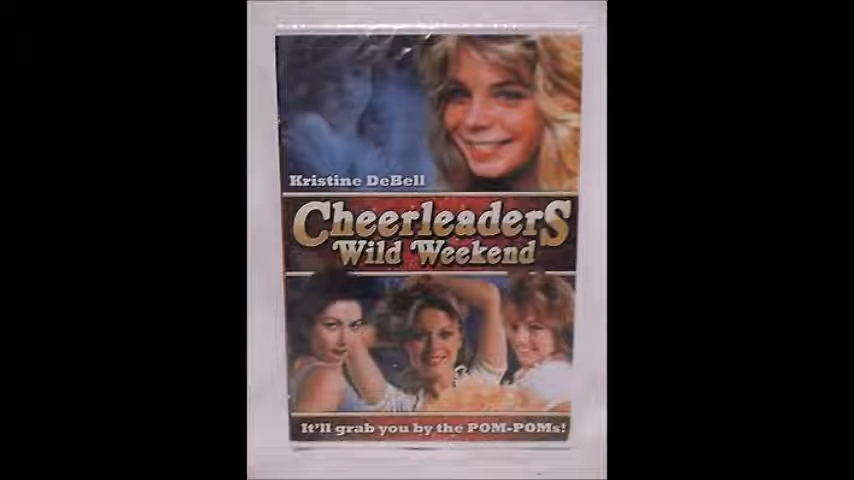 Kristine DeBell
Cheerleaders
Wild Weekend
It'll grab you by the POM-POMs!